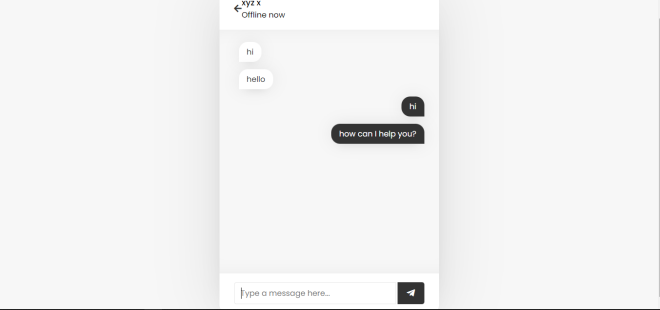 xyz x
Offline now
hi
hello
hi
how can I help you?
Type a message here...